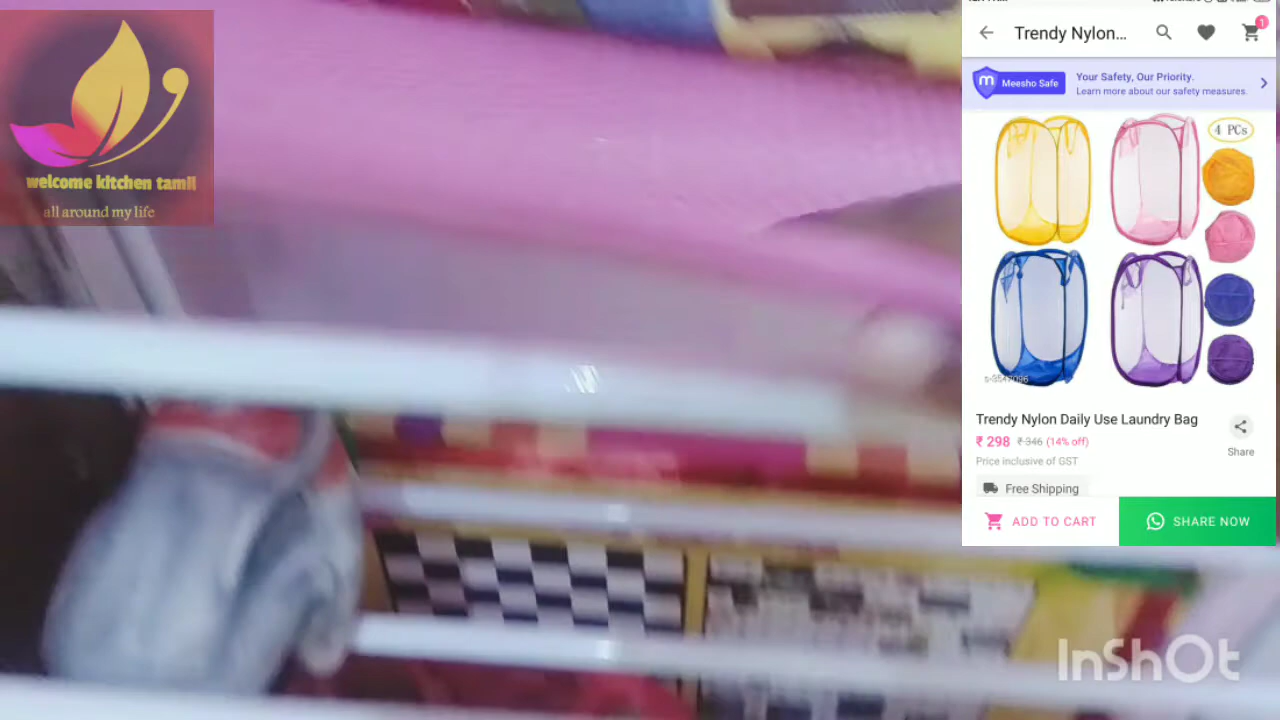 welcome kitchen tamil
all around my life
Trendy Nylon...
1
m Meesho Safe
Your Safety, Our Priority.
Learn more about our safety measures.
4 PCs
s-3547096
Trendy Nylon Daily Use Laundry Bag
₹ 298 ₹ 346 (14% off)
Price inclusive of GST
Share
Free Shipping
ADD TO CART
SHARE NOW
InShOt